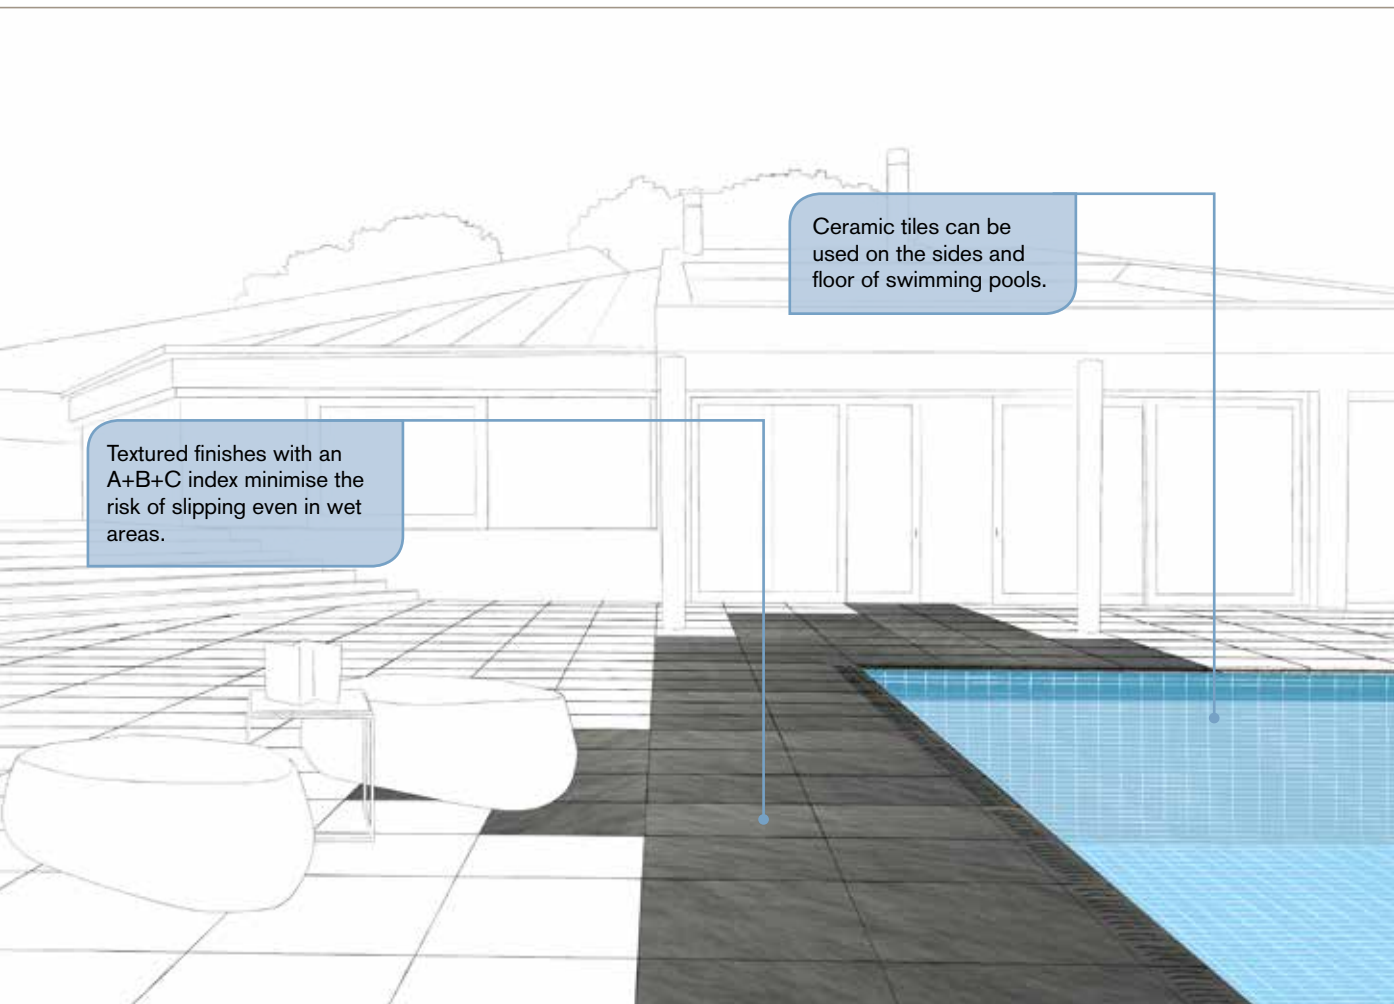 Ceramic tiles can be
used on the sides and
floor of swimming pools.
Textured finishes with an
A+B+C index minimise the
risk of slipping even in wet
areas.